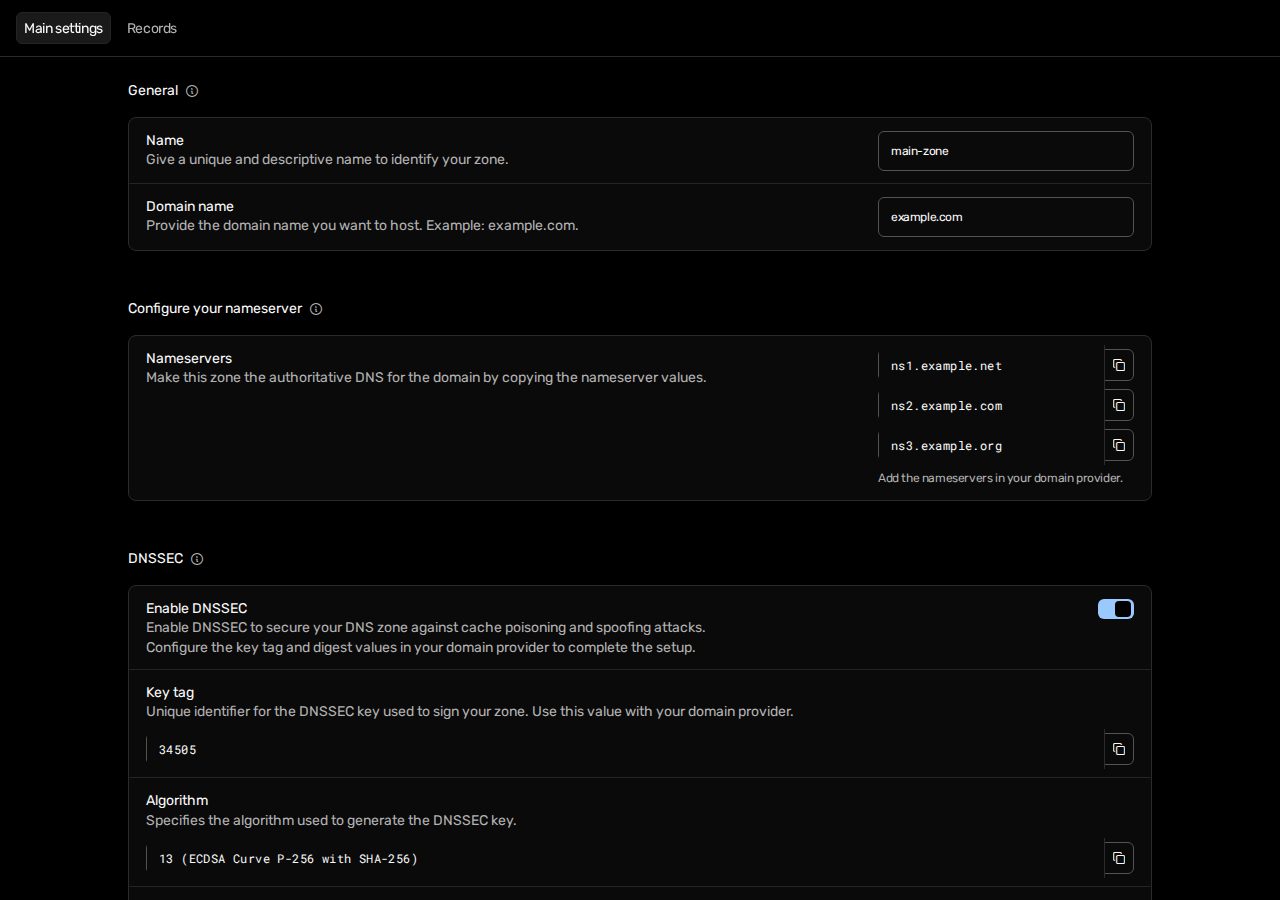 Main settings Records
General
Name
Give a unique and descriptive name to identify your zone.
main-zone
Domain name
Provide the domain name you want to host. Example: example.com.
example.com
Configure your nameserver
Nameservers
Make this zone the authoritative DNS for the domain by copying the nameserver values.
ns1.example.net
ns2.example.com
ns3.example.org
Add the nameservers in your domain provider.
DNSSEC
Enable DNSSEC
Enable DNSSEC to secure your DNS zone against cache poisoning and spoofing attacks.
Configure the key tag and digest values in your domain provider to complete the setup.
Key tag
Unique identifier for the DNSSEC key used to sign your zone. Use this value with your domain provider.
34505
Algorithm
Specifies the algorithm used to generate the DNSSEC key.
13 (ECDSA Curve P-256 with SHA-256)